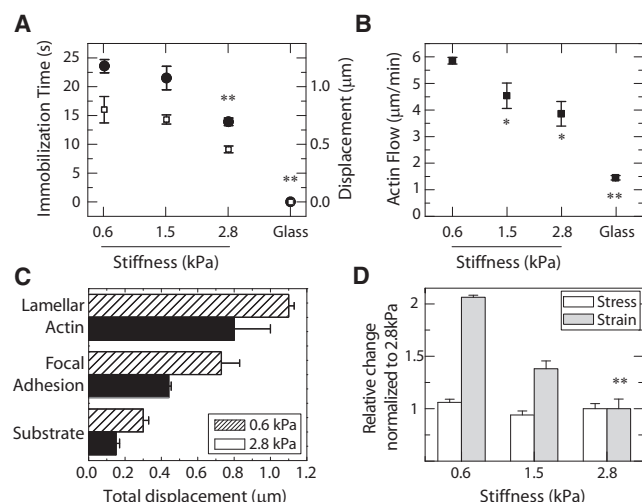 A
Immobilization Time (s)
25
20
15
10
5
0
**
**
1.0
0.5
0.0
Displacement (μm)
0.6
1.5
2.8
Glass
Stiffness (kPa)
B
Actin Flow (μm/min)
6
5
4
3
2
1
0
*
*
**
0.6
1.5
2.8
Glass
Stiffness (kPa)
C
Lamellar
Actin
Focal
Adhesion
Substrate
0.6 kPa
2.8 kPa
0.0 0.2 0.4 0.6 0.8 1.0 1.2
Total displacement (μm)
D
Relative change
normalized to 2.8kPa
2
1.5
1
Stress
Strain
**
0.6
1.5
2.8
Stiffness (kPa)